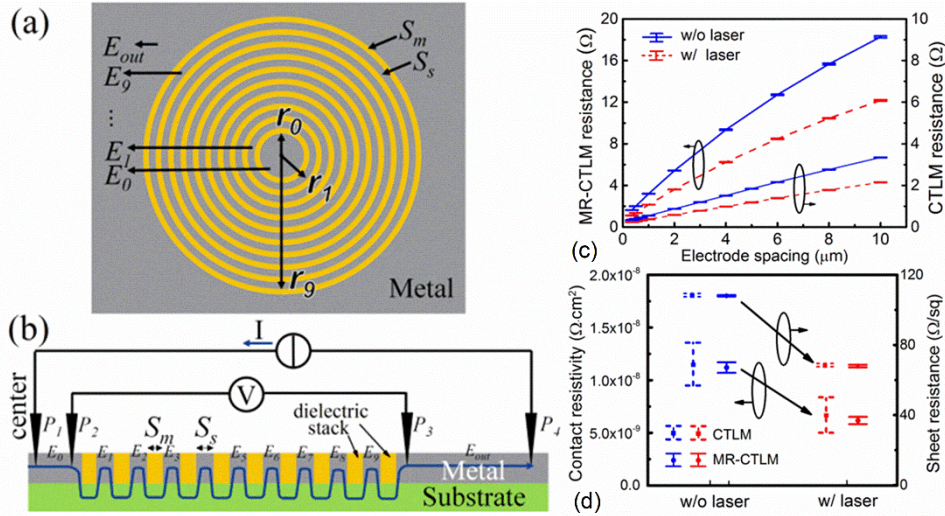 (a)
S_m
S_s
E_out
E_9
⋮
E_1
E_0
r_0
r_1
r_9
Metal
(b)
I
V
center
dielectric
stack
P_1 P_2 S_m S_s P_3 P_4
E_0 E_1 E_2 E_3 E_5 E_6 E_7 E_8 E_9 E_out
Metal
Substrate
(c)
MR-CTLM resistance (Ω)
20
16
12
8
4
0
w/o laser
w/ laser
10
8
6
4
2
0
CTLM resistance (Ω)
0 2 4 6 8 10
Electrode spacing (μm)
(d)
Contact resistivity (Ω·cm²)
2.0x10⁻⁸
1.5x10⁻⁸
1.0x10⁻⁸
5.0x10⁻⁹
0.0
CTLM
MR-CTLM
120
80
40
0
Sheet resistance (Ω/sq)
w/o laser w/ laser